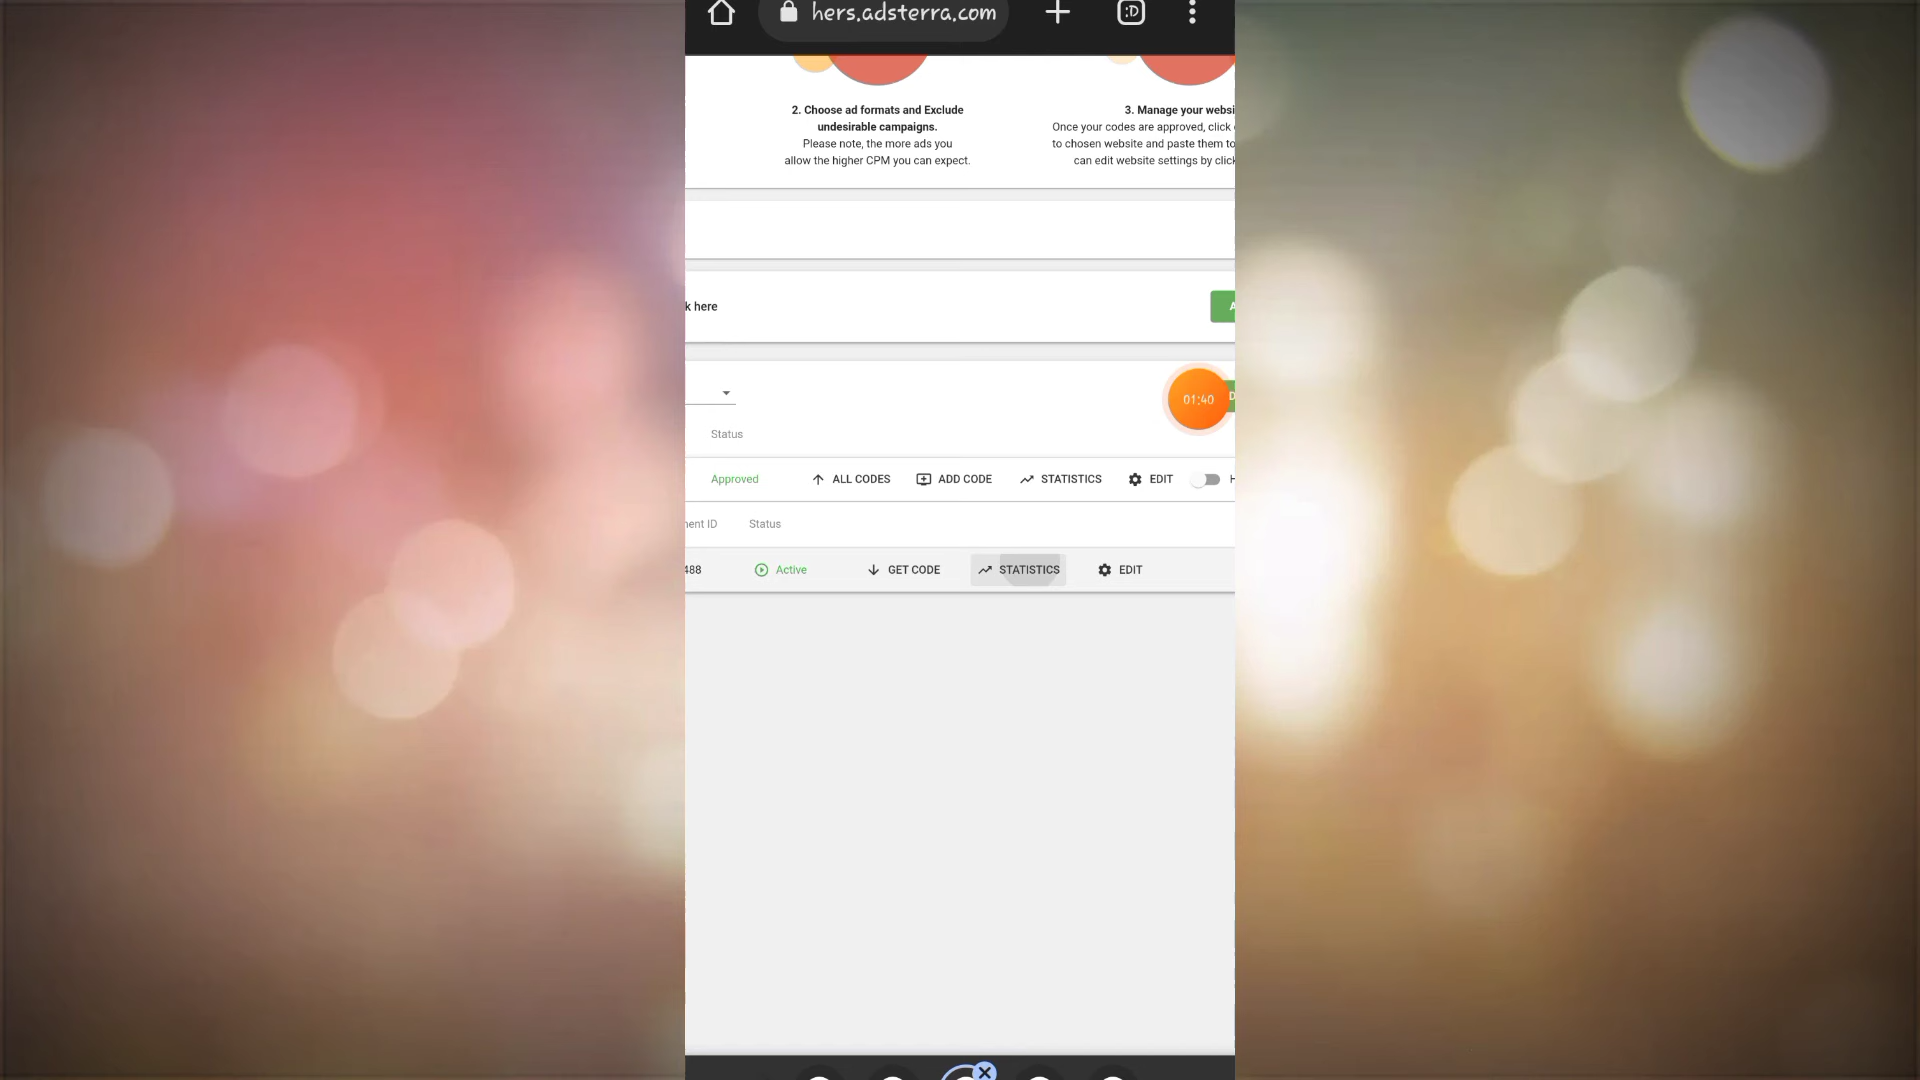 hers.adsterra.com
:D
2. Choose ad formats and Exclude
undesirable campaigns.
Please note, the more ads you
allow the higher CPM you can expect.
3. Manage your websi
Once your codes are approved, click
to chosen website and paste them to
can edit website settings by click
k here
A
01:40
D
Status
Approved
ALL CODES
ADD CODE
STATISTICS
EDIT
H
ent ID
Status
488
Active
GET CODE
STATISTICS
EDIT